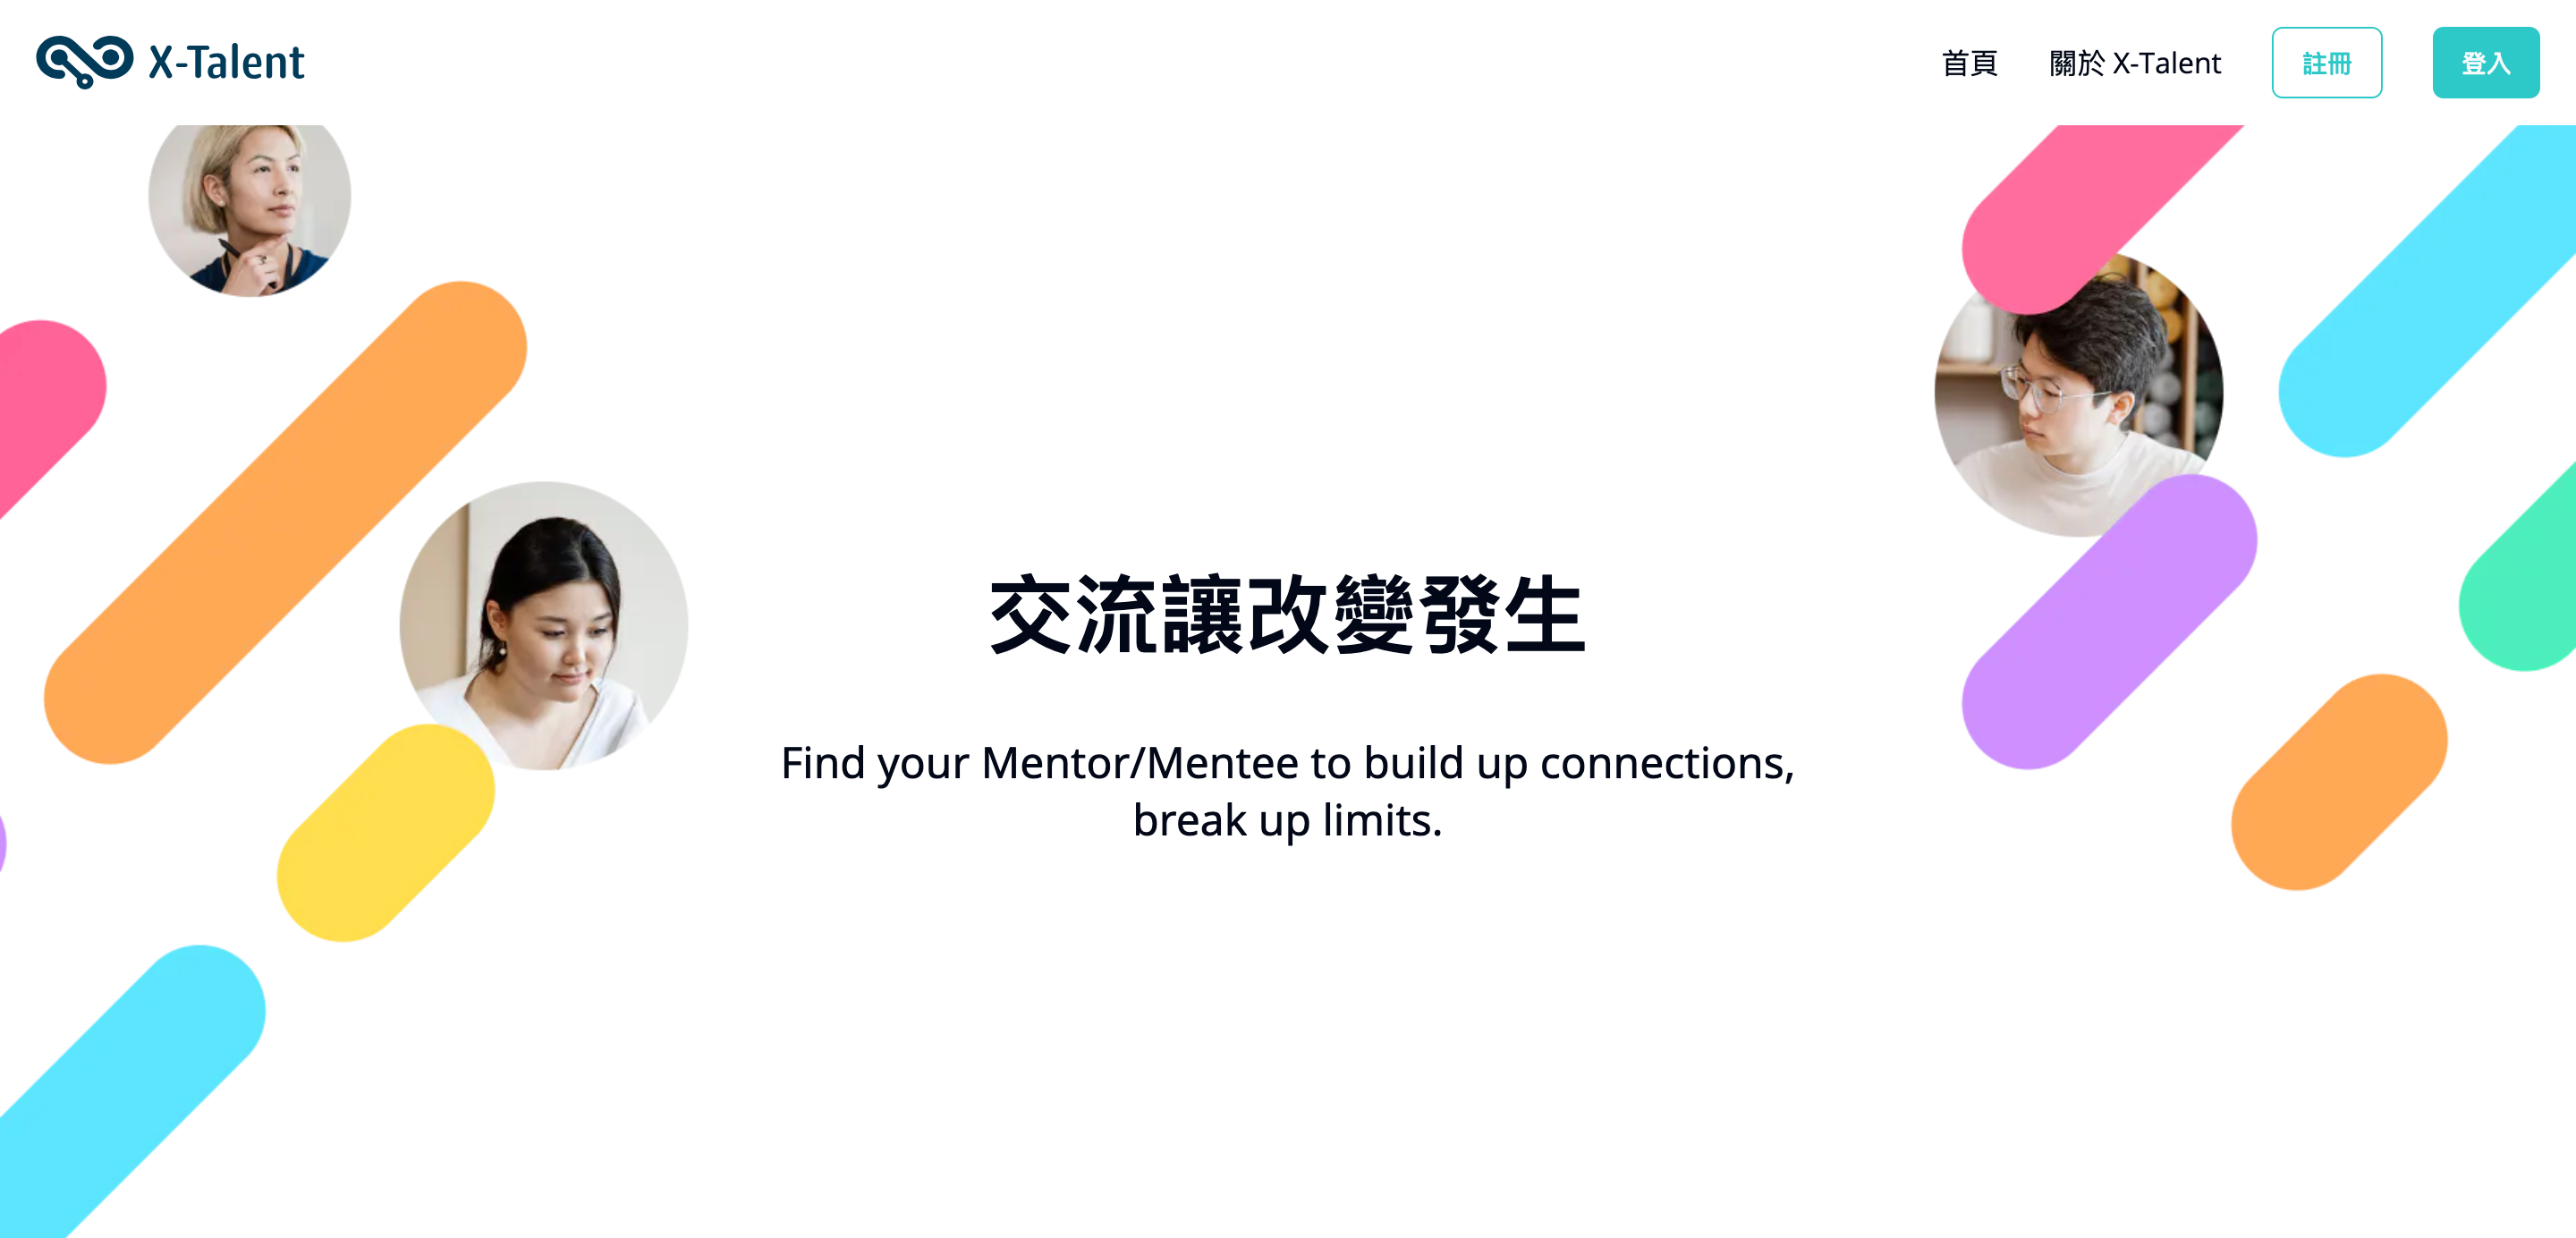 X-Talent
首頁
關於 X-Talent
註冊
登入
交流讓改變發生
Find your Mentor/Mentee to build up connections,
break up limits.